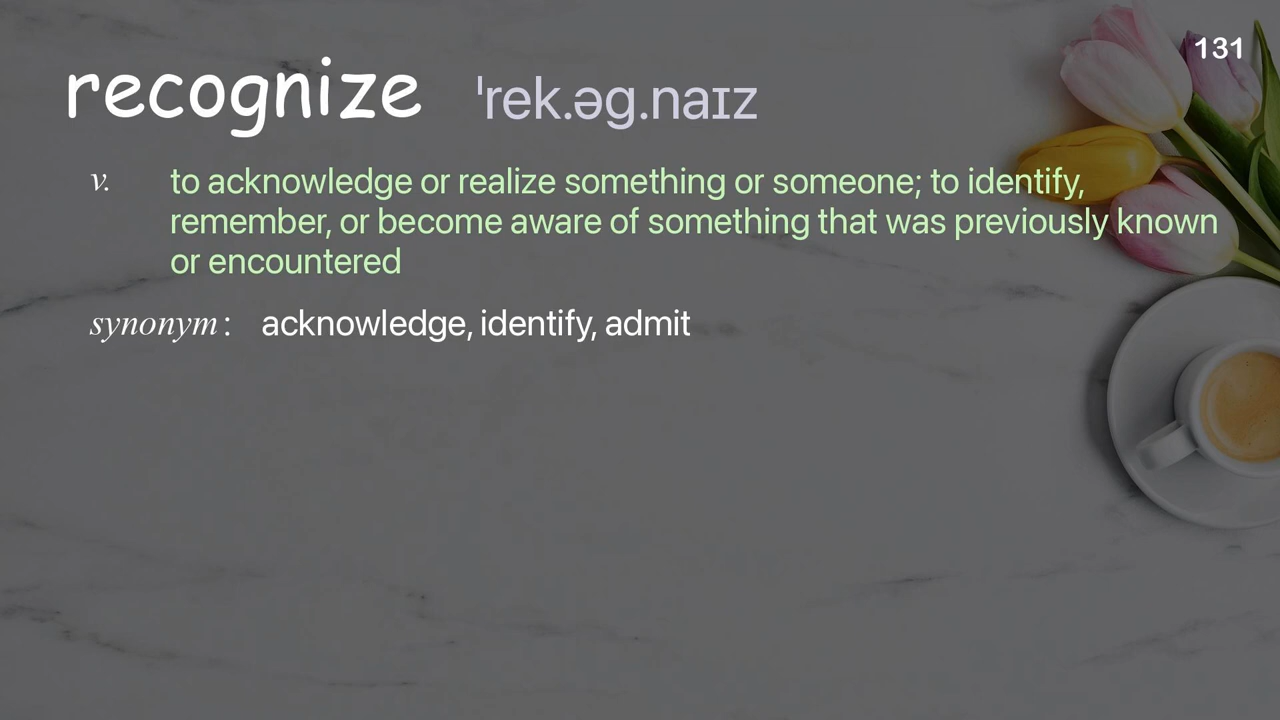 131
recognize ˈrek.əg.naɪz
v. to acknowledge or realize something or someone; to identify,
remember, or become aware of something that was previously known
or encountered
synonym: acknowledge, identify, admit